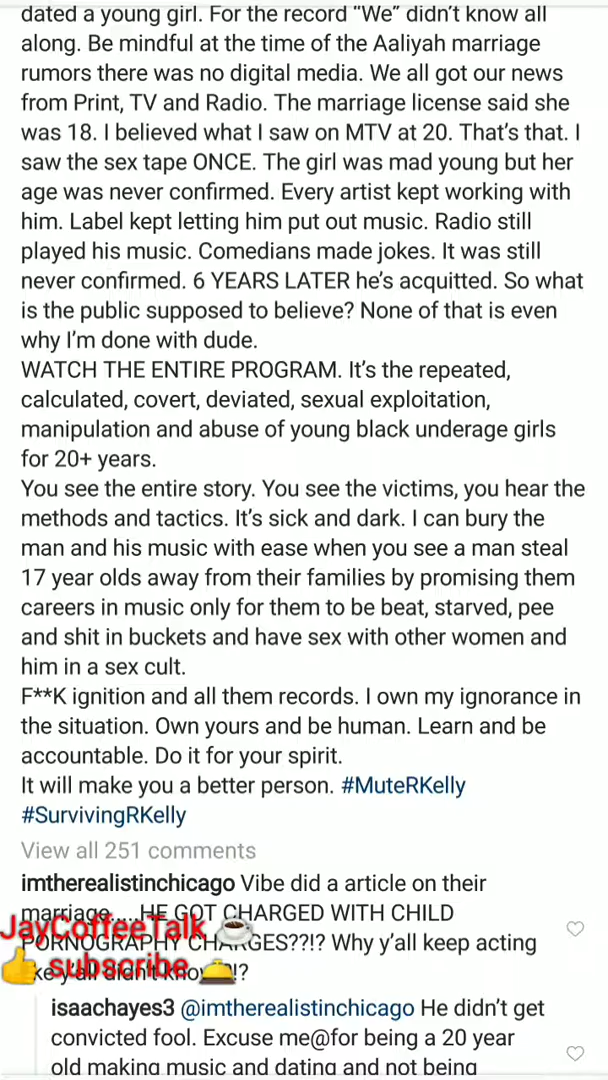 dated a young girl. For the record “We” didn’t know all
along. Be mindful at the time of the Aaliyah marriage
rumors there was no digital media. We all got our news
from Print, TV and Radio. The marriage license said she
was 18. I believed what I saw on MTV at 20. That’s that. I
saw the sex tape ONCE. The girl was mad young but her
age was never confirmed. Every artist kept working with
him. Label kept letting him put out music. Radio still
played his music. Comedians made jokes. It was still
never confirmed. 6 YEARS LATER he’s acquitted. So what
is the public supposed to believe? None of that is even
why I’m done with dude.
WATCH THE ENTIRE PROGRAM. It’s the repeated,
calculated, covert, deviated, sexual exploitation,
manipulation and abuse of young black underage girls
for 20+ years.
You see the entire story. You see the victims, you hear the
methods and tactics. It’s sick and dark. I can bury the
man and his music with ease when you see a man steal
17 year olds away from their families by promising them
careers in music only for them to be beat, starved, pee
and shit in buckets and have sex with other women and
him in a sex cult.
F**K ignition and all them records. I own my ignorance in
the situation. Own yours and be human. Learn and be
accountable. Do it for your spirit.
It will make you a better person. #MuteRKelly
#SurvivingRKelly
View all 251 comments
imtherealistinchicago Vibe did a article on their
marriage....HE GOT CHARGED WITH CHILD
JayCoffeeTalk
PORNOGRAPHY CHARGES??!? Why y’all keep acting
like y’all didn’t know?!?
subscribe
isaachayes3 @imtherealistinchicago He didn’t get
convicted fool. Excuse me@for being a 20 year
old making music and dating and not being